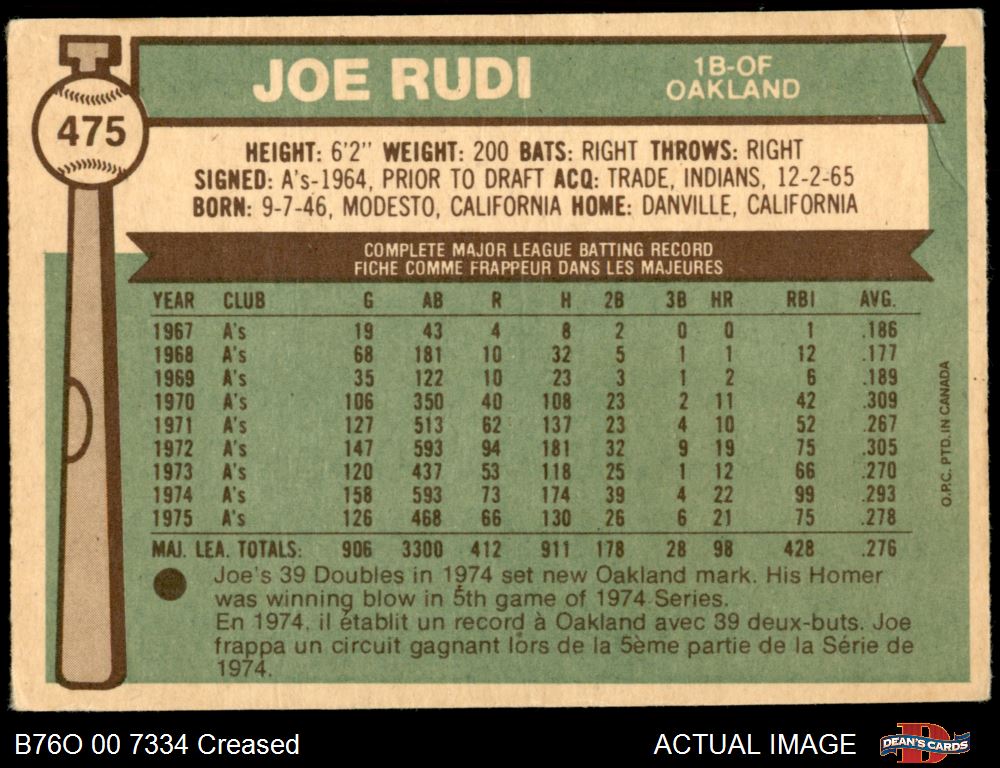 JOE RUDI
1B-OF
OAKLAND
475
HEIGHT: 6'2" WEIGHT: 200 BATS: RIGHT THROWS: RIGHT
SIGNED: A's-1964, PRIOR TO DRAFT ACQ: TRADE, INDIANS, 12-2-65
BORN: 9-7-46, MODESTO, CALIFORNIA HOME: DANVILLE, CALIFORNIA
COMPLETE MAJOR LEAGUE BATTING RECORD
FICHE COMME FRAPPEUR DANS LES MAJEURES
YEAR CLUB G AB R H 2B 3B HR RBI AVG.
1967 A's 19 43 4 8 2 0 0 1 .186
1968 A's 68 181 10 32 5 1 1 12 .177
1969 A's 35 122 10 23 3 1 2 6 .189
1970 A's 106 350 40 108 23 2 11 42 .309
1971 A's 127 513 62 137 23 4 10 52 .267
1972 A's 147 593 94 181 32 9 19 75 .305
1973 A's 120 437 53 118 25 1 12 66 .270
1974 A's 158 593 73 174 39 4 22 99 .293
1975 A's 126 468 66 130 26 6 21 75 .278
MAJ. LEA. TOTALS: 906 3300 412 911 178 28 98 428 .276
Joe's 39 Doubles in 1974 set new Oakland mark. His Homer
was winning blow in 5th game of 1974 Series.
En 1974, il établit un record à Oakland avec 39 deux-buts. Joe
frappa un circuit gagnant lors de la 5ème partie de la Série de
1974.
O.P.C. PTD. IN CANADA
B76O 00 7334 Creased
ACTUAL IMAGE
DEAN'S CARDS